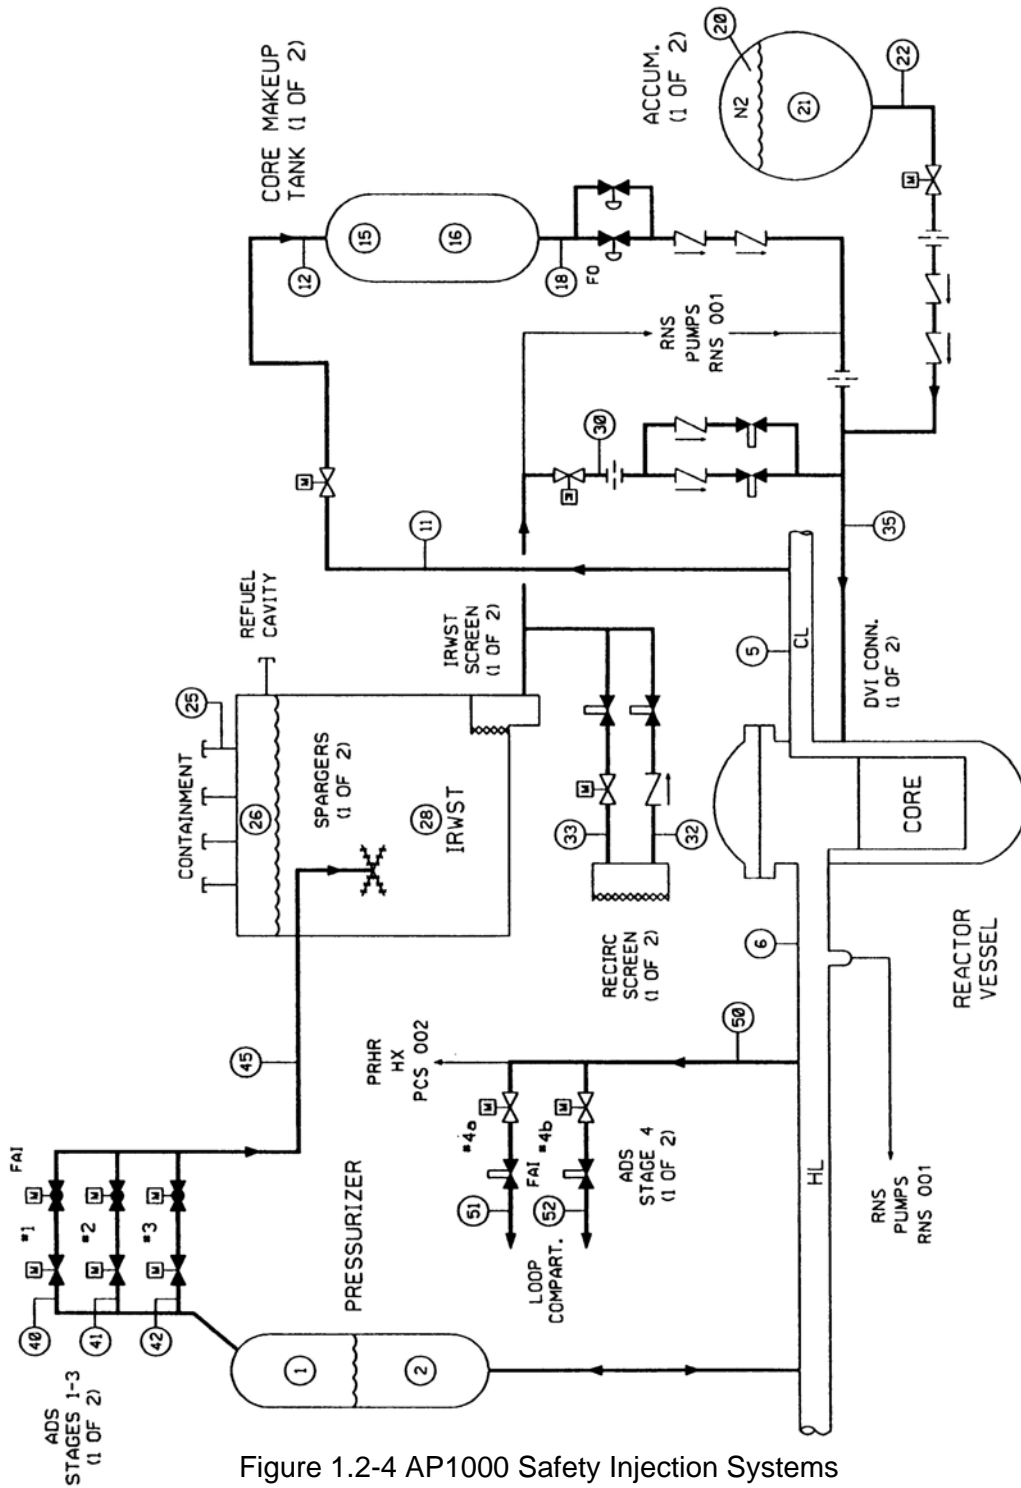 ADS
STAGES 1-3
(1 OF 2)
40
41
42
#1
#2
#3
M
M
M
M
M
M
FAI
45
PRESSURIZER
1
2
CONTAINMENT
25
REFUEL
CAVITY
26
SPARGERS
(1 OF 2)
28
IRWST
IRWST
SCREEN
(1 OF 2)
CORE MAKEUP
TANK (1 OF 2)
11
M
12
15
16
18
FO
ACCUM.
(1 OF 2)
N2
20
21
22
M
RNS
PUMPS
RNS 001
M
30
35
33
32
M
RECIRC
SCREEN
(1 OF 2)
PRHR
HX
PCS 002
#4a
M
#4b
M
FAI
51
52
LOOP
COMPART.
ADS
STAGE 4
(1 OF 2)
50
5
CL
DVI CONN.
(1 OF 2)
6
HL
CORE
REACTOR
VESSEL
RNS
PUMPS
RNS 001
Figure 1.2-4 AP1000 Safety Injection Systems